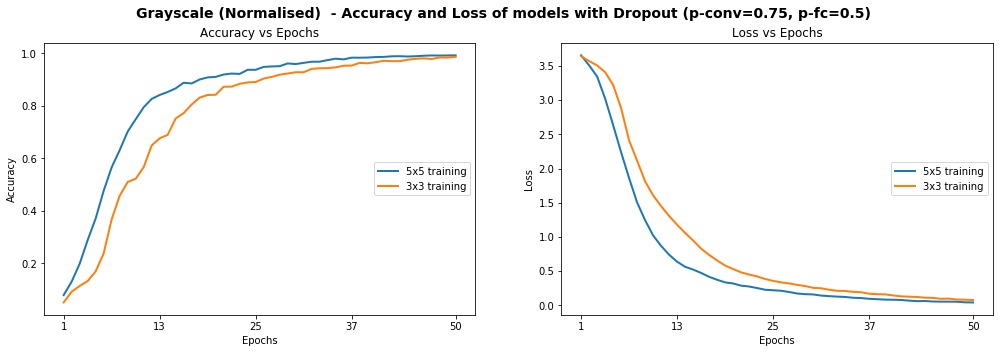 Grayscale (Normalised)  - Accuracy and Loss of models with Dropout (p-conv=0.75, p-fc=0.5)
Accuracy vs Epochs
1.0
0.8
0.6
0.4
0.2
Accuracy
5x5 training
3x3 training
1 13 25 37 50
Epochs
Loss vs Epochs
3.5
3.0
2.5
2.0
1.5
1.0
0.5
0.0
Loss
5x5 training
3x3 training
1 13 25 37 50
Epochs